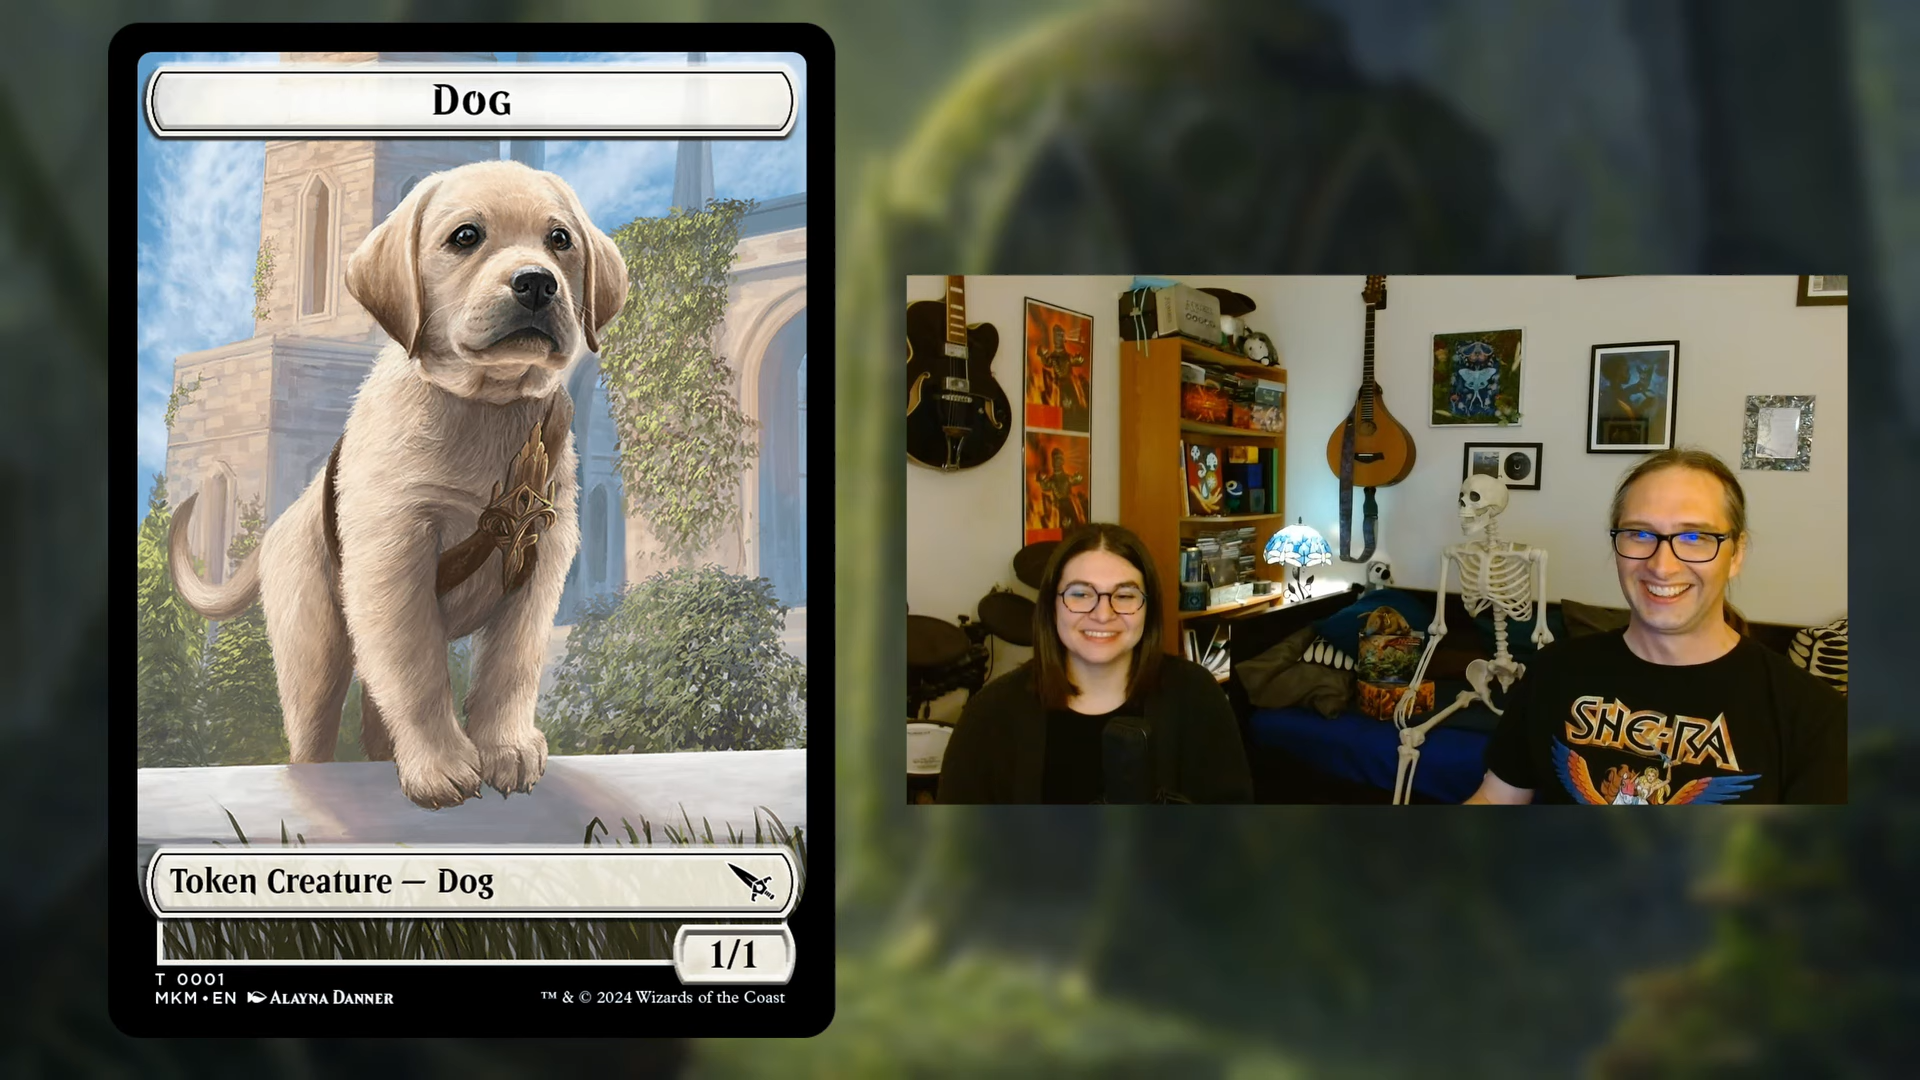 Dog
Token Creature — Dog
1/1
T 0001
MKM • EN ALAYNA DANNER
™ & © 2024 Wizards of the Coast
SHE-RA